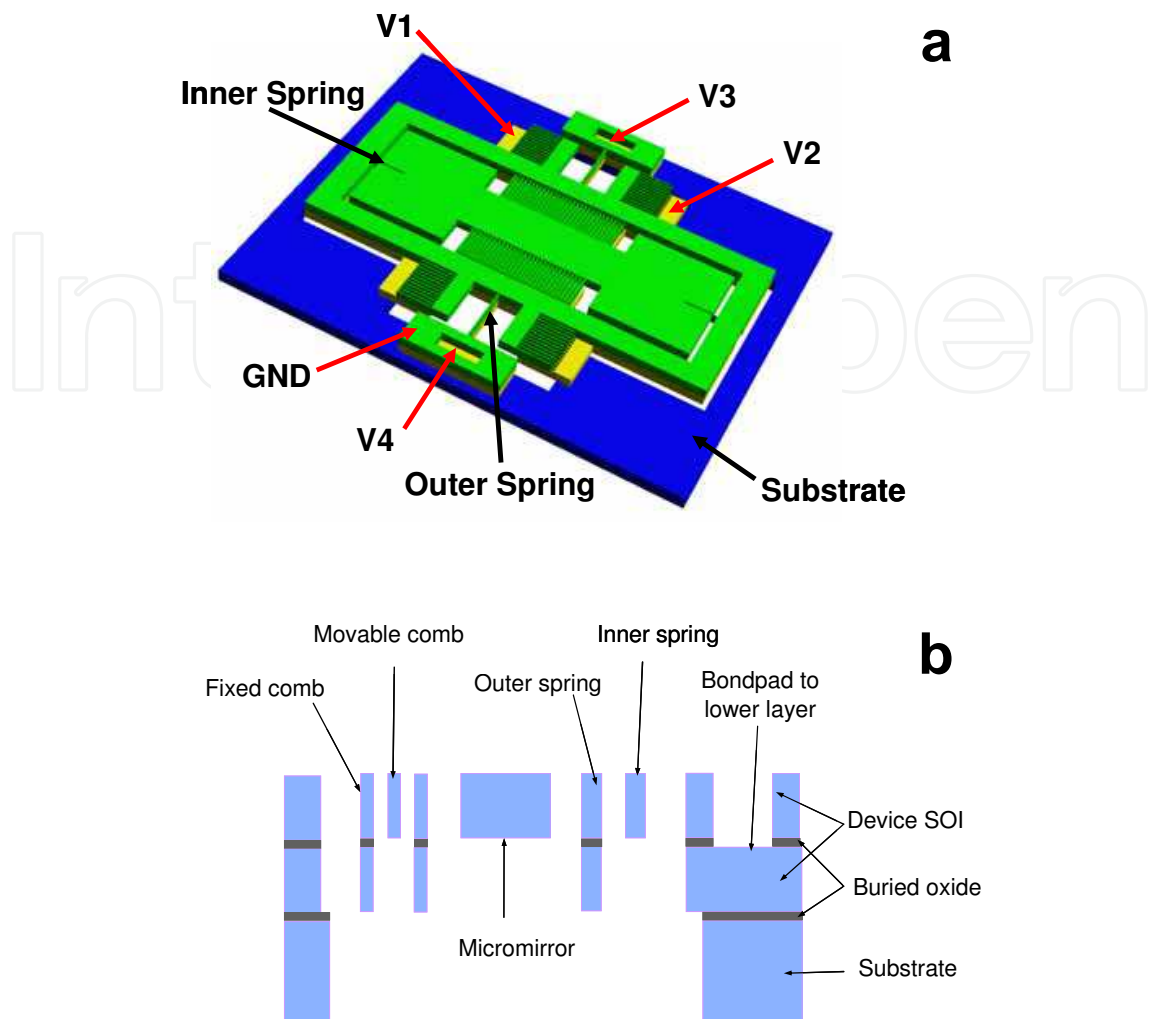 a
V1
V3
Inner Spring
V2
GND
V4
Outer Spring
Substrate
b
Movable comb
Inner spring
Fixed comb
Outer spring
Bondpad to
lower layer
Device SOI
Buried oxide
Micromirror
Substrate